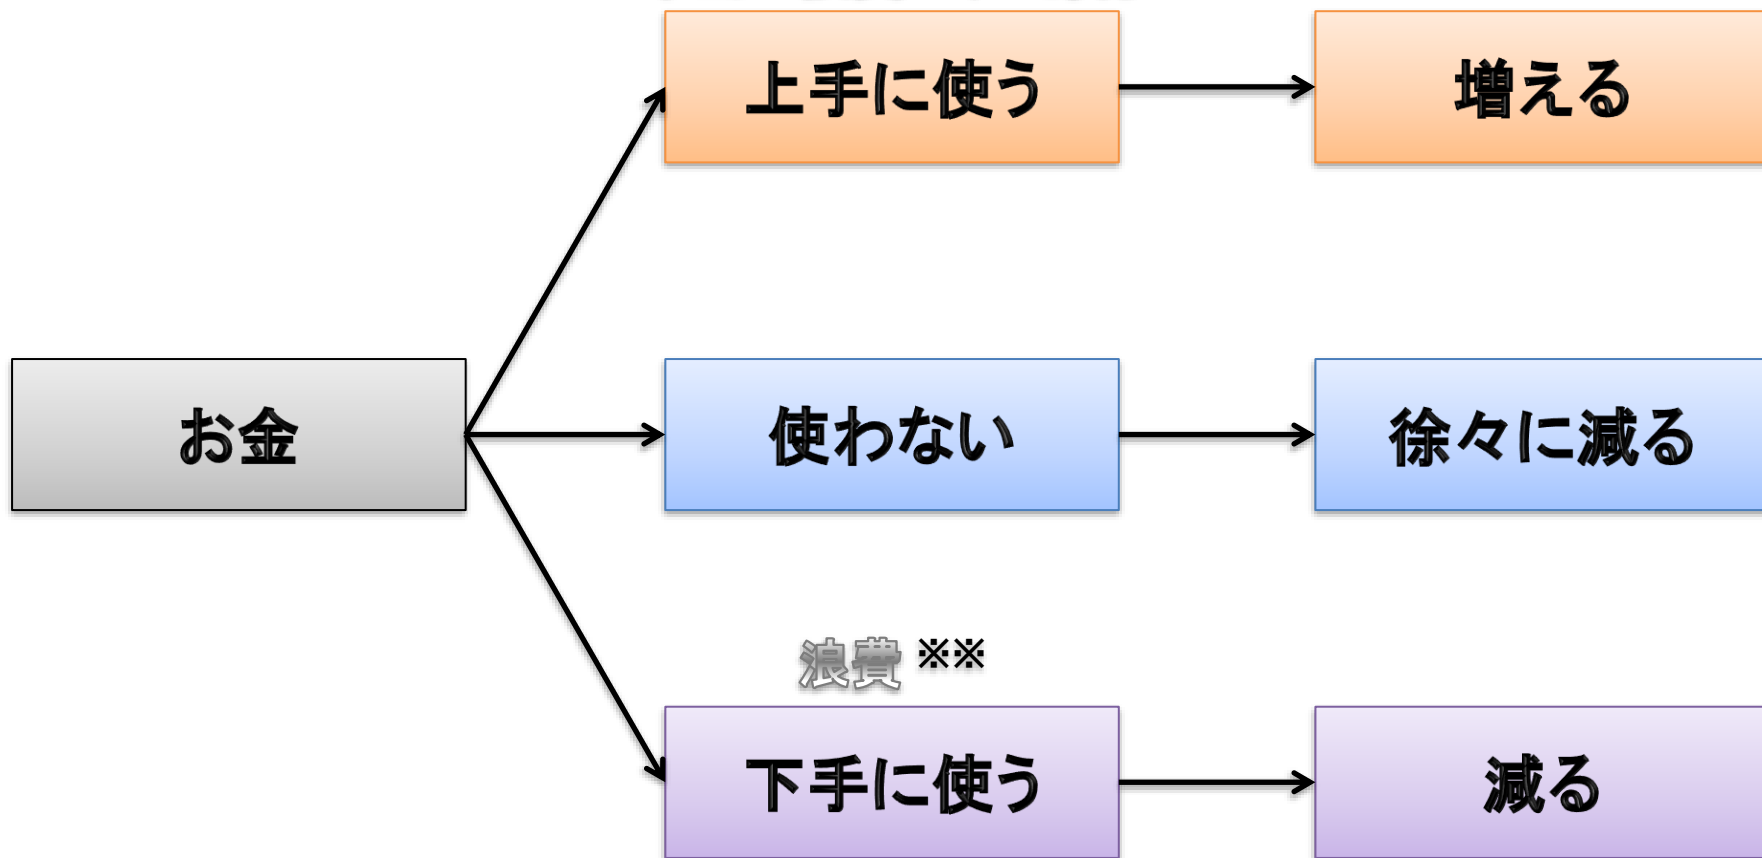 上手に使う
増える
お金
使わない
徐々に減る
浪費 ※※
下手に使う
減る